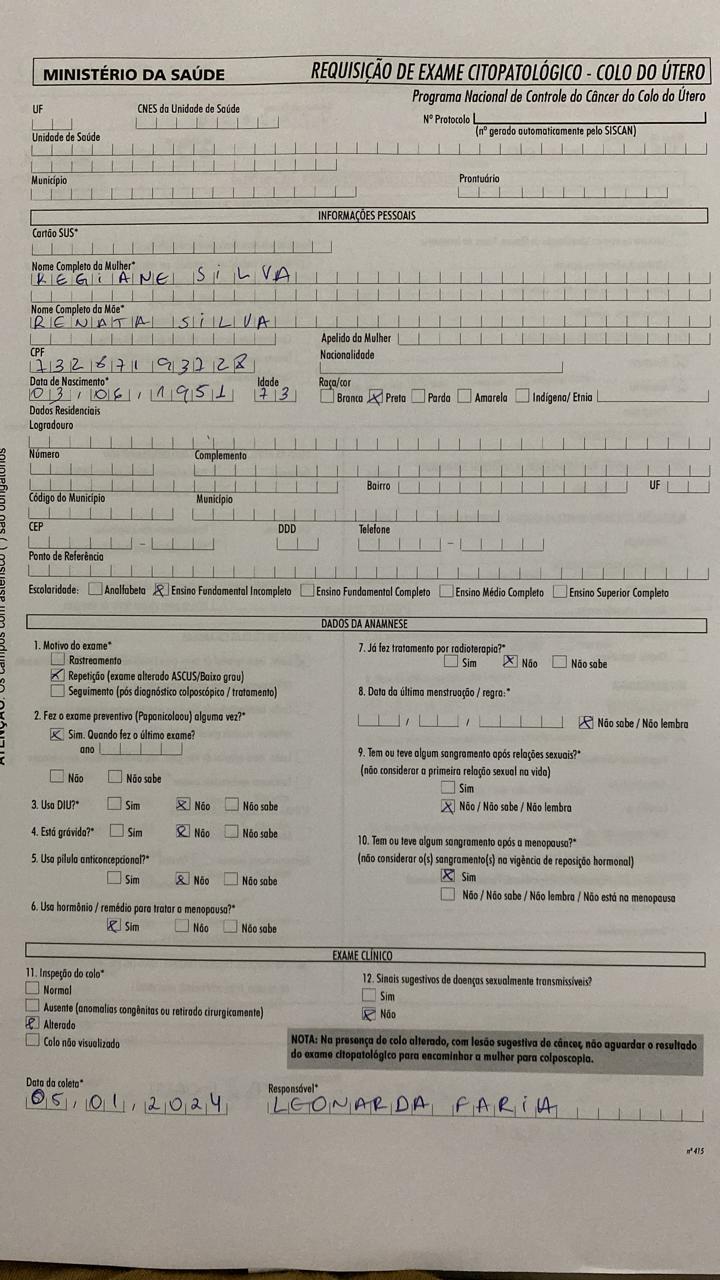 MINISTÉRIO DA SAÚDE
REQUISIÇÃO DE EXAME CITOPATOLÓGICO - COLO DO ÚTERO
Programa Nacional de Controle do Câncer do Colo do Útero
UF CNES da Unidade de Saúde
Nº Protocolo
(nº gerado automaticamente pelo SISCAN)
Unidade de Saúde
Município Prontuário
INFORMAÇÕES PESSOAIS
Cartão SUS*
Nome Completo da Mulher*
REGIANE SILVA
Nome Completo da Mãe*
RENATA SILVA
Apelido da Mulher
CPF Nacionalidade
73287193728
Data de Nascimento* Idade Raça/cor
03/06/1951 73 Branca X Preta Parda Amarela Indígena/ Etnia
Dados Residenciais
Logradouro
Número Complemento
Bairro UF
Código do Município Município
CEP DDD Telefone
Ponto de Referência
Escolaridade: Analfabeta X Ensino Fundamental Incompleto Ensino Fundamental Completo Ensino Médio Completo Ensino Superior Completo
ATENÇÃO: Os campos com asterisco (*) são obrigatórios
DADOS DA ANAMNESE
1. Motivo do exame*
Rastreamento
X Repetição (exame alterado ASCUS/Baixo grau)
Seguimento (pós diagnóstico colposcópico / tratamento)
2. Fez o exame preventivo (Papanicolaou) alguma vez?*
X Sim. Quando fez o último exame?
ano
Não Não sabe
3. Usa DIU?* Sim X Não Não sabe
4. Está grávida?* Sim X Não Não sabe
5. Usa pílula anticoncepcional?*
Sim X Não Não sabe
6. Usa hormônio / remédio para tratar a menopausa?*
X Sim Não Não sabe
7. Já fez tratamento por radioterapia?*
Sim X Não Não sabe
8. Data da última menstruação / regra:*
/ / X Não sabe / Não lembra
9. Tem ou teve algum sangramento após relações sexuais?*
(não considerar a primeira relação sexual na vida)
Sim
X Não / Não sabe / Não lembra
10. Tem ou teve algum sangramento após a menopausa?*
(não considerar o(s) sangramento(s) na vigência de reposição hormonal)
X Sim
Não / Não sabe / Não lembra / Não está na menopausa
EXAME CLÍNICO
11. Inspeção do colo*
Normal
Ausente (anomalias congênitas ou retirado cirurgicamente)
X Alterado
Colo não visualizado
12. Sinais sugestivos de doenças sexualmente transmissíveis?
Sim
X Não
NOTA: Na presença de colo alterado, com lesão sugestiva de câncer, não aguardar o resultado
do exame citopatológico para encaminhar a mulher para colposcopia.
Data da coleta* Responsável*
05/01/2024 LEONARDA FARIA
nº 415